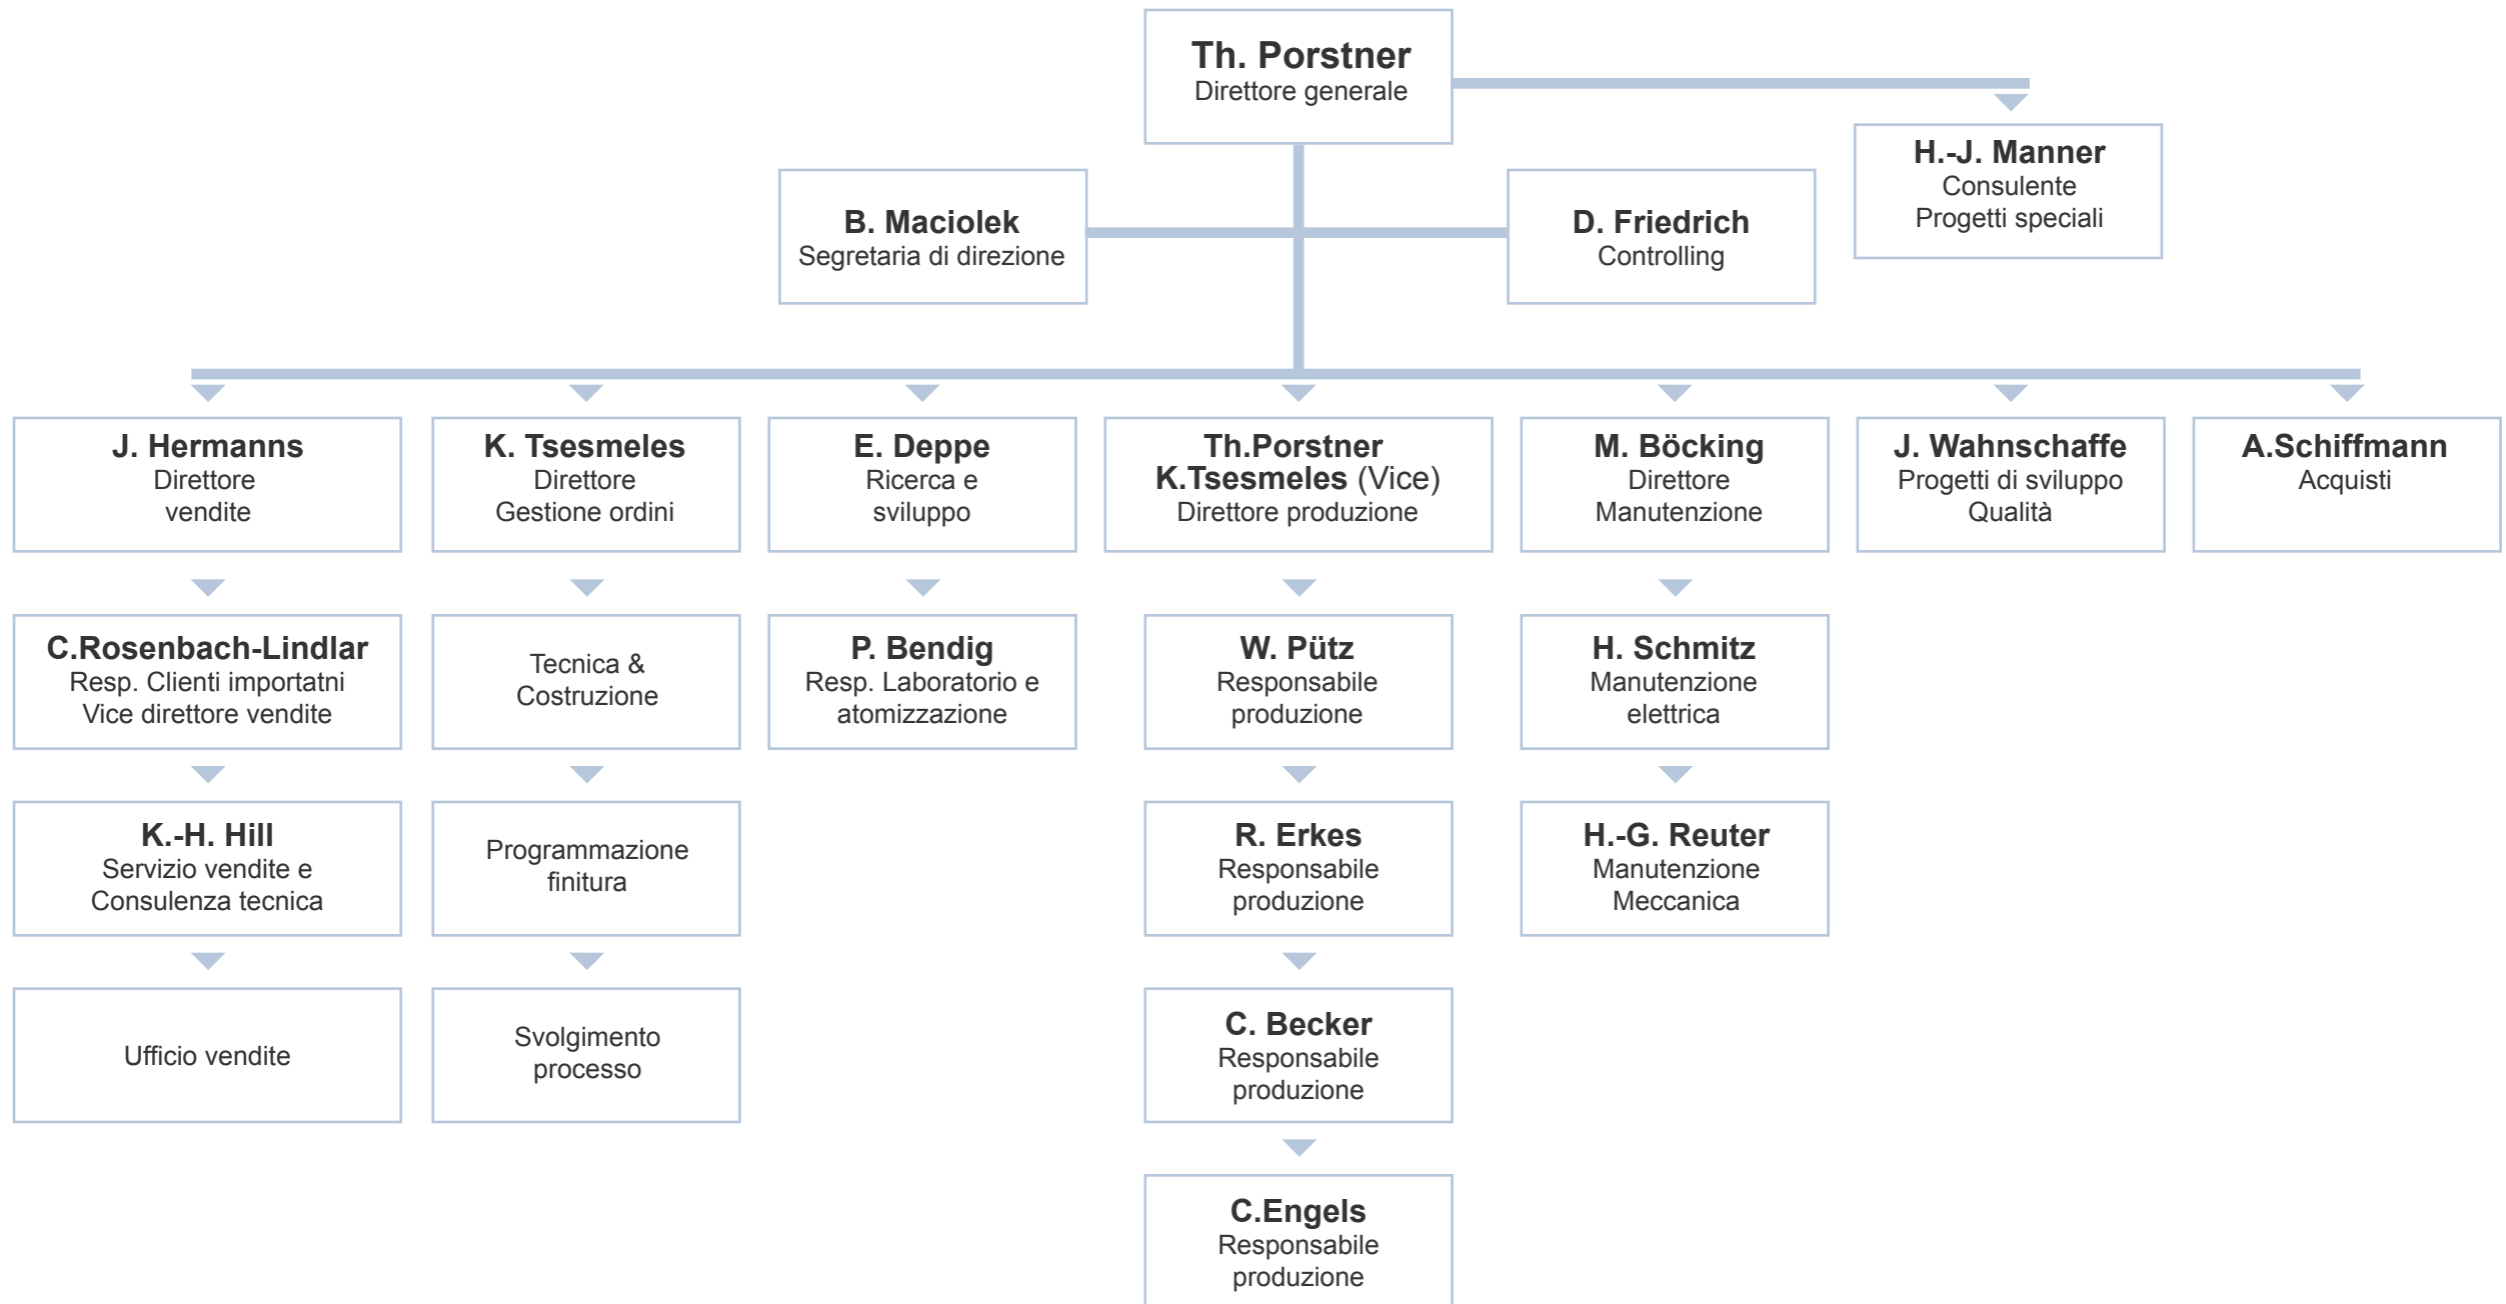 Th. Porstner
Direttore generale
H.-J. Manner
Consulente
Progetti speciali
B. Maciolek
Segretaria di direzione
D. Friedrich
Controlling
J. Hermanns
Direttore
vendite
K. Tsesmeles
Direttore
Gestione ordini
E. Deppe
Ricerca e
sviluppo
Th.Porstner
K.Tsesmeles (Vice)
Direttore produzione
M. Böcking
Direttore
Manutenzione
J. Wahnschaffe
Progetti di sviluppo
Qualità
A.Schiffmann
Acquisti
C.Rosenbach-Lindlar
Resp. Clienti importatni
Vice direttore vendite
Tecnica &
Costruzione
P. Bendig
Resp. Laboratorio e
atomizzazione
W. Pütz
Responsabile
produzione
H. Schmitz
Manutenzione
elettrica
K.-H. Hill
Servizio vendite e
Consulenza tecnica
Programmazione
finitura
R. Erkes
Responsabile
produzione
H.-G. Reuter
Manutenzione
Meccanica
Ufficio vendite
Svolgimento
processo
C. Becker
Responsabile
produzione
C.Engels
Responsabile
produzione